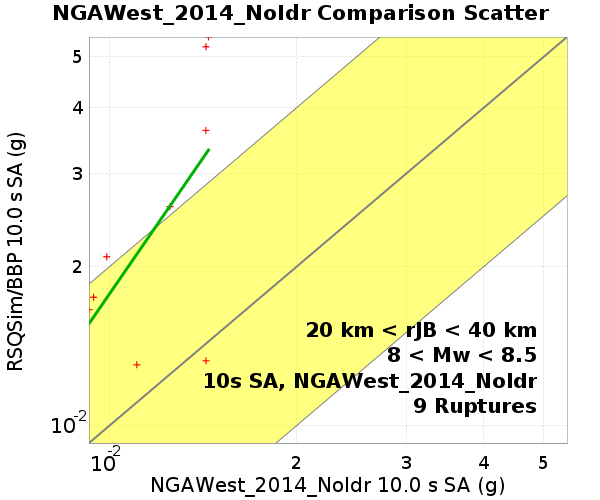 NGAWest_2014_NoIdr Comparison Scatter
RSQSim/BBP 10.0 s SA (g)
5
4
3
2
10-2
20 km < rJB < 40 km
8 < Mw < 8.5
10s SA, NGAWest_2014_NoIdr
9 Ruptures
10-2 2 3 4 5
NGAWest_2014_NoIdr 10.0 s SA (g)